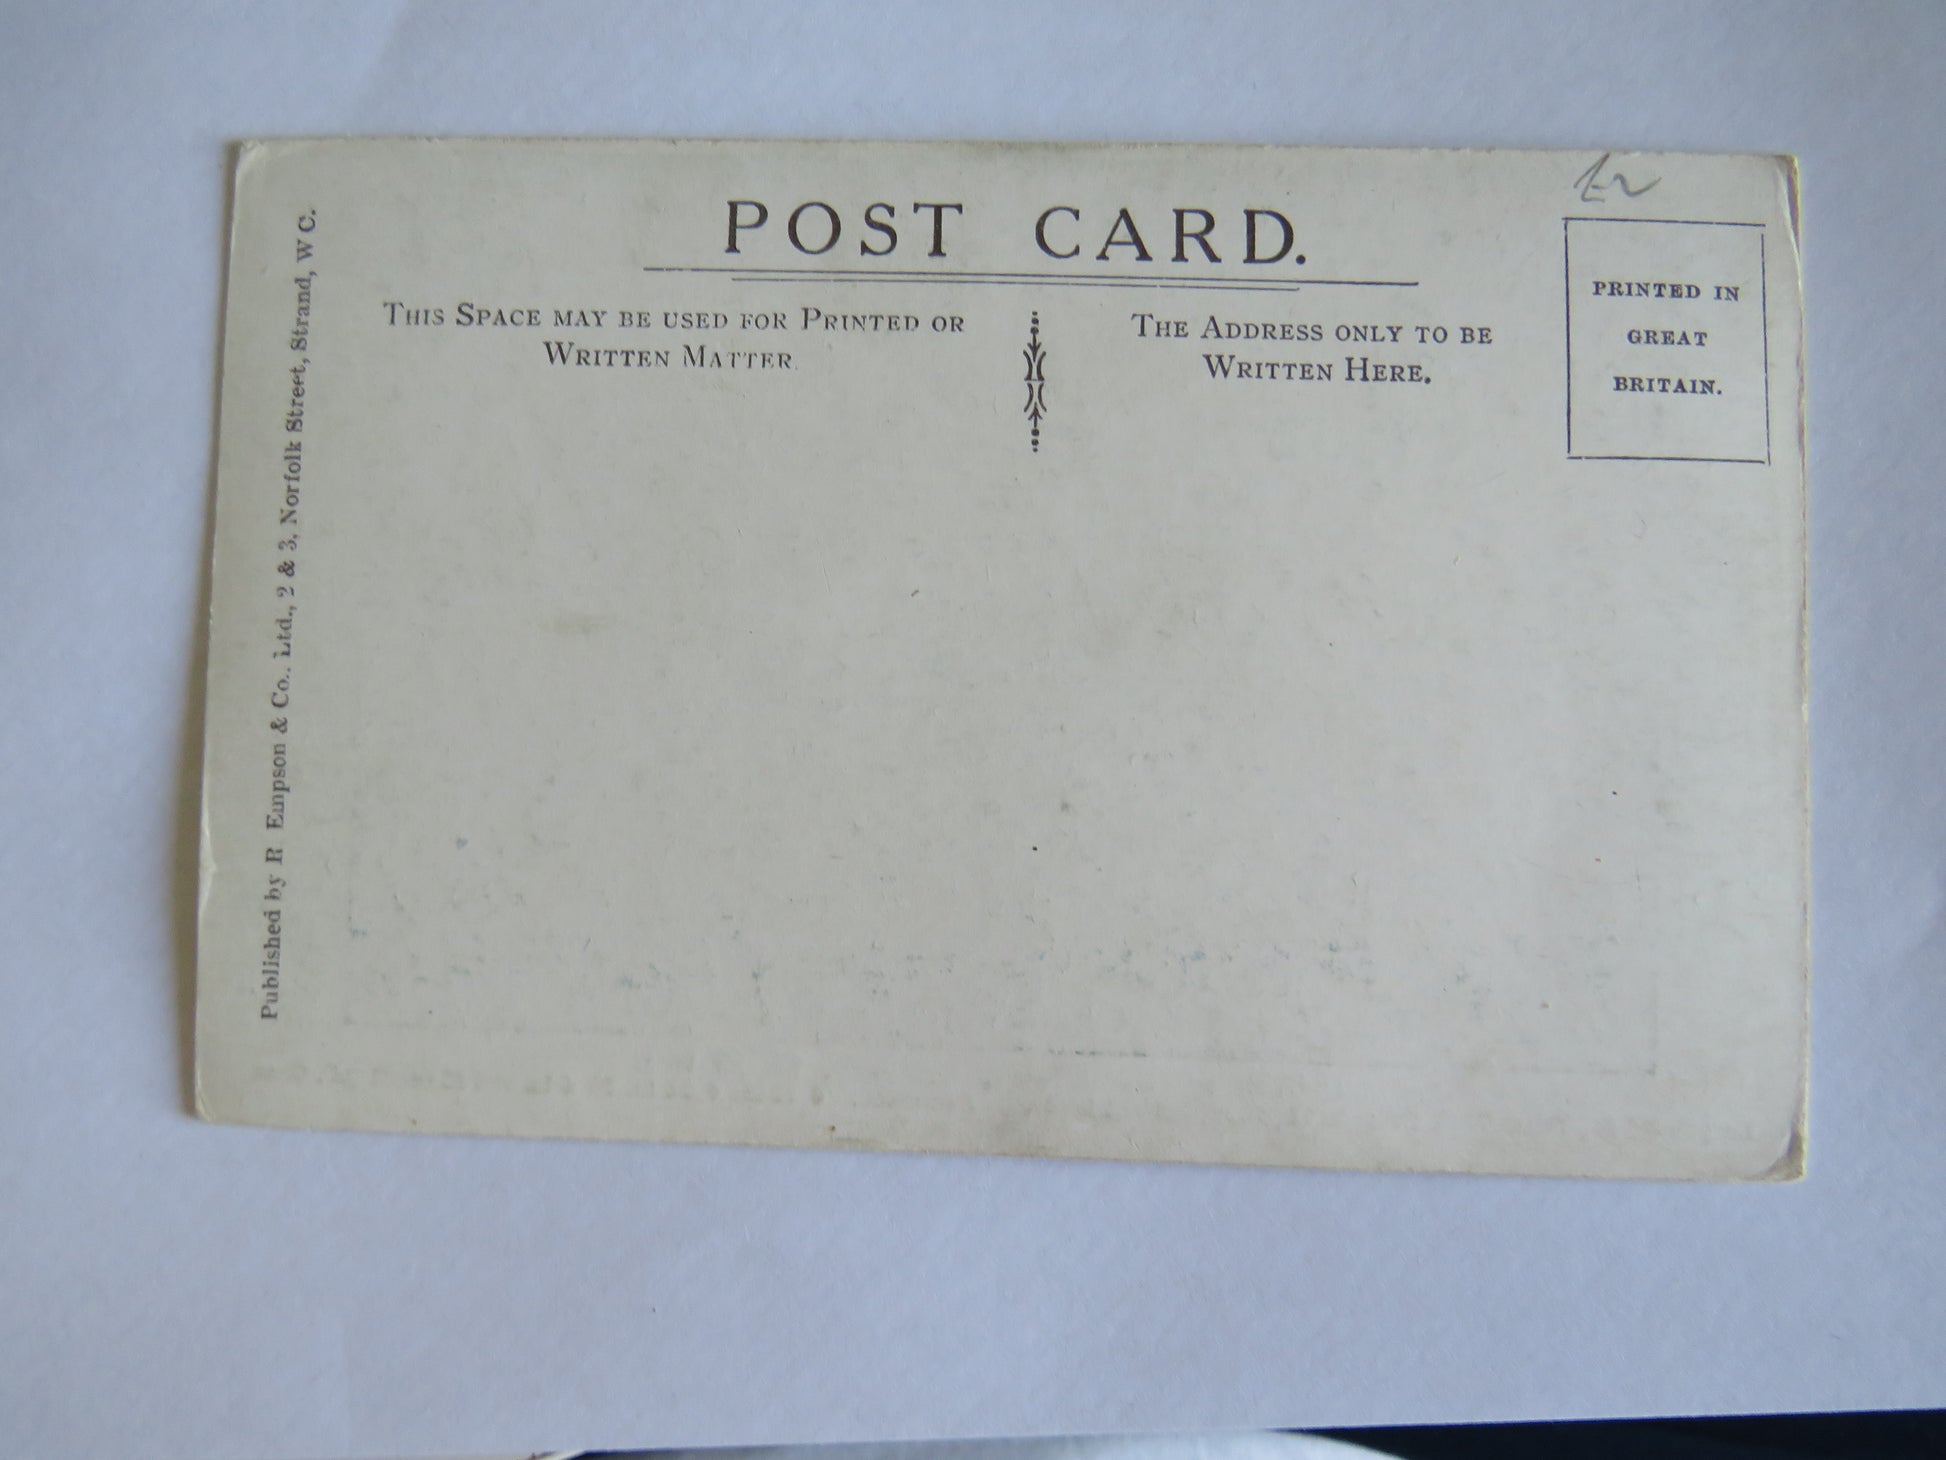 POST CARD.
THIS SPACE MAY BE USED FOR PRINTED OR
WRITTEN MATTER.
THE ADDRESS ONLY TO BE
WRITTEN HERE.
PRINTED IN
GREAT
BRITAIN.
Published by R Empson & Co., Ltd., 2 & 3, Norfolk Street, Strand, W C.